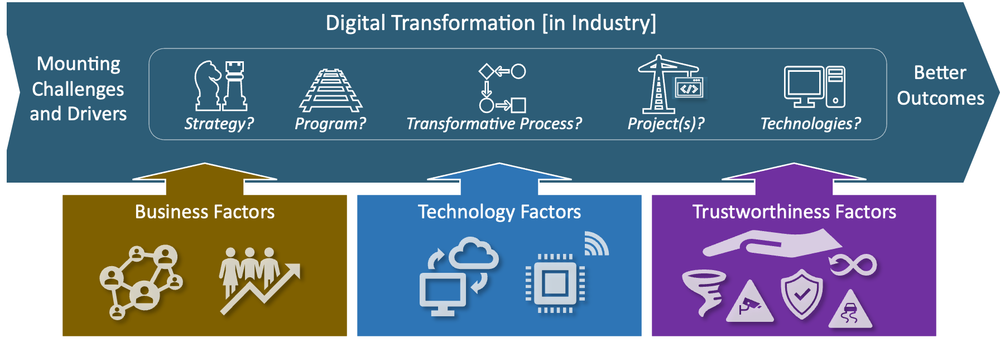 Digital Transformation [in Industry]
Mounting
Challenges
and Drivers
Strategy?
Program?
Transformative Process?
Project(s)?
</>
Technologies?
Better
Outcomes
Business Factors
Technology Factors
Trustworthiness Factors